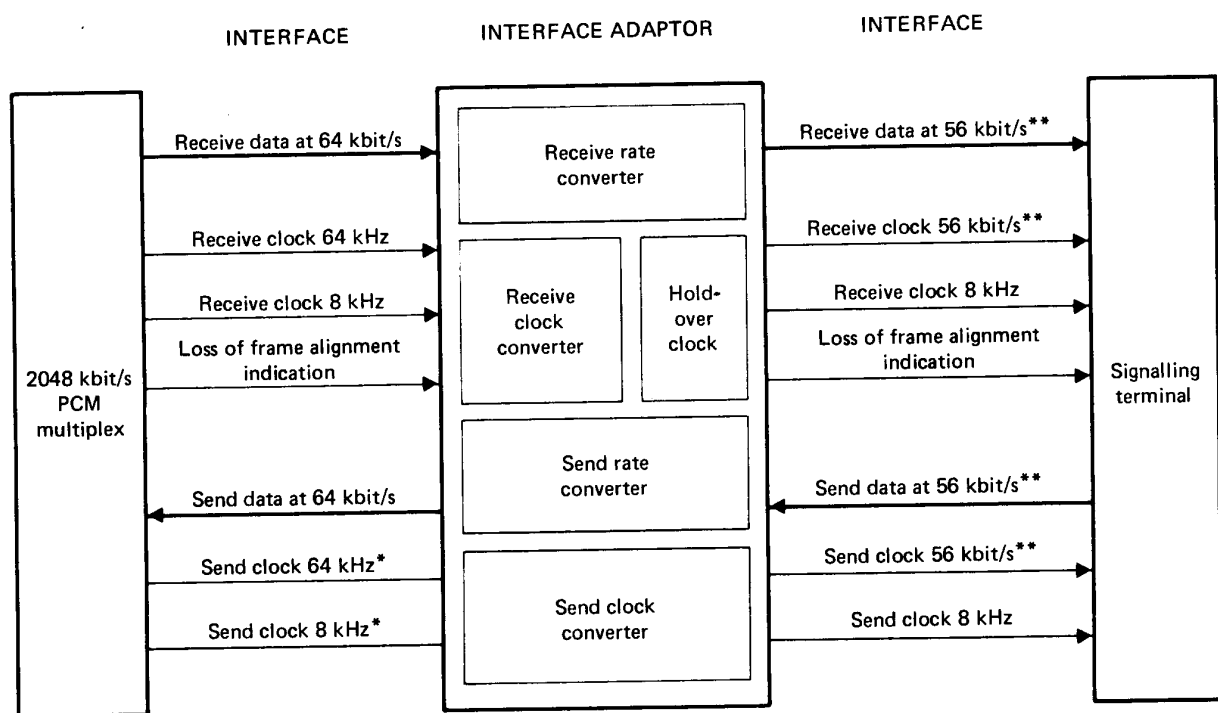 INTERFACE
INTERFACE ADAPTOR
INTERFACE
2048 kbit/s
PCM
multiplex
Receive data at 64 kbit/s
Receive clock 64 kHz
Receive clock 8 kHz
Loss of frame alignment
indication
Send data at 64 kbit/s
Send clock 64 kHz*
Send clock 8 kHz*
Receive rate
converter
Receive
clock
converter
Hold-
over
clock
Send rate
converter
Send clock
converter
Receive data at 56 kbit/s**
Receive clock 56 kbit/s**
Receive clock 8 kHz
Loss of frame alignment
indication
Send data at 56 kbit/s**
Send clock 56 kbit/s**
Send clock 8 kHz
Signalling
terminal